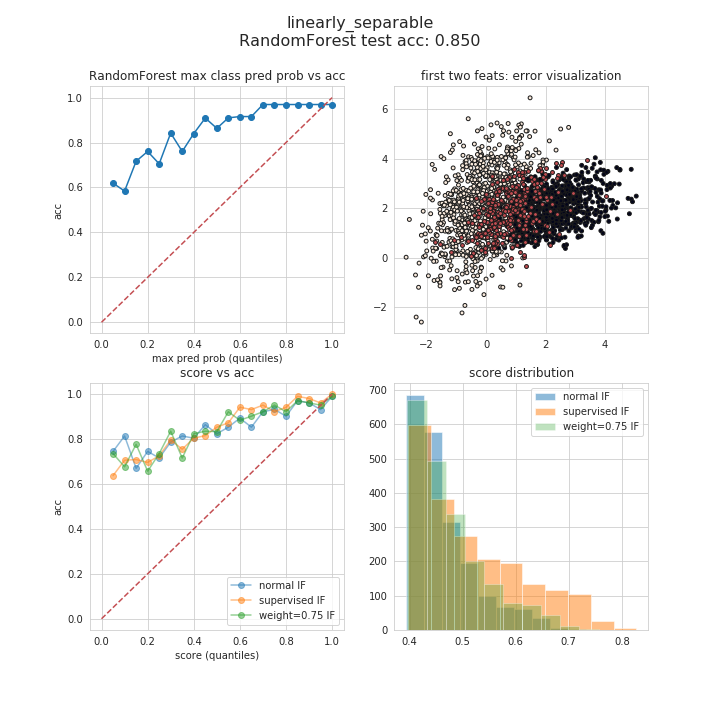 linearly_separable
RandomForest test acc: 0.850
RandomForest max class pred prob vs acc
1.0
0.8
0.6
0.4
0.2
0.0
acc
0.0 0.2 0.4 0.6 0.8 1.0
max pred prob (quantiles)
first two feats: error visualization
6
4
2
0
−2
−2 0 2 4
score vs acc
1.0
0.8
0.6
0.4
0.2
0.0
acc
normal IF
supervised IF
weight=0.75 IF
0.0 0.2 0.4 0.6 0.8 1.0
score (quantiles)
score distribution
700
600
500
400
300
200
100
0
normal IF
supervised IF
weight=0.75 IF
0.4 0.5 0.6 0.7 0.8